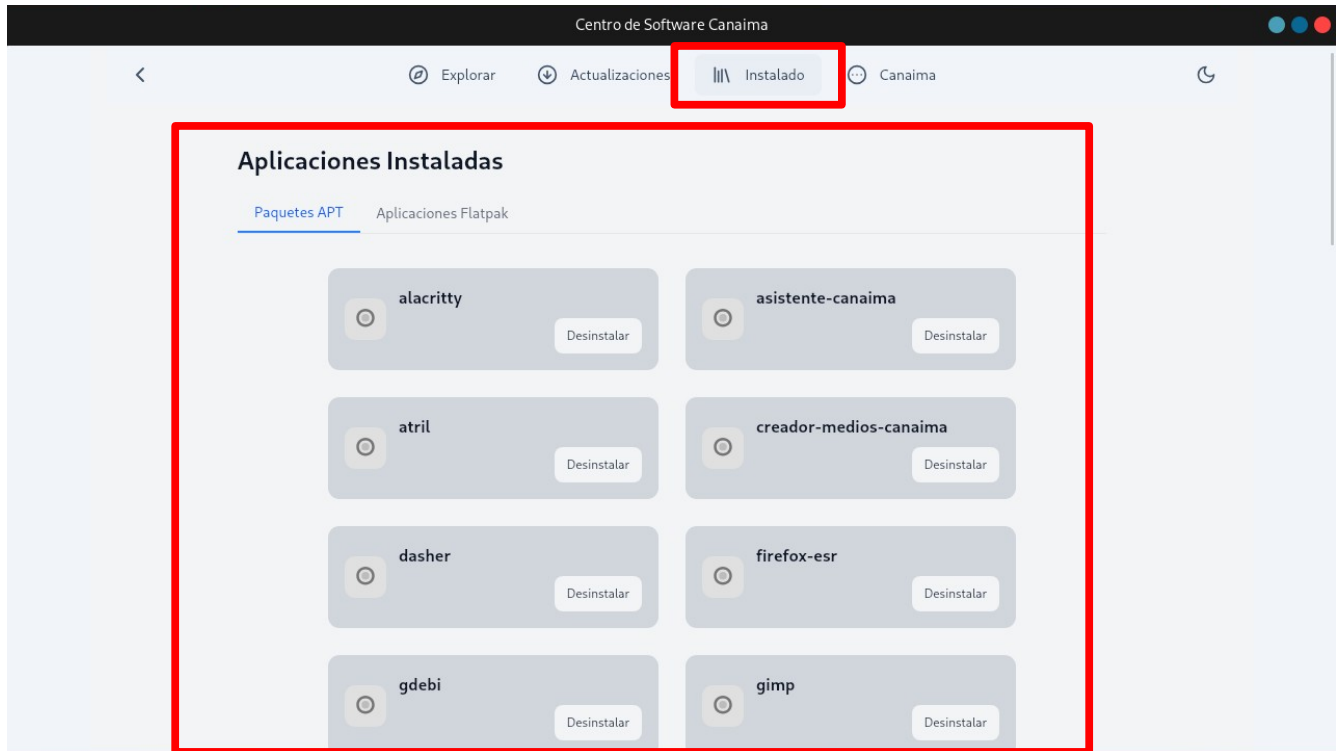 Centro de Software Canaima
Explorar Actualizaciones Instalado Canaima
Aplicaciones Instaladas
Paquetes APT Aplicaciones Flatpak
alacritty asistente-canaima
Desinstalar Desinstalar
atril creador-medios-canaima
Desinstalar Desinstalar
dasher firefox-esr
Desinstalar Desinstalar
gdebi gimp
Desinstalar Desinstalar